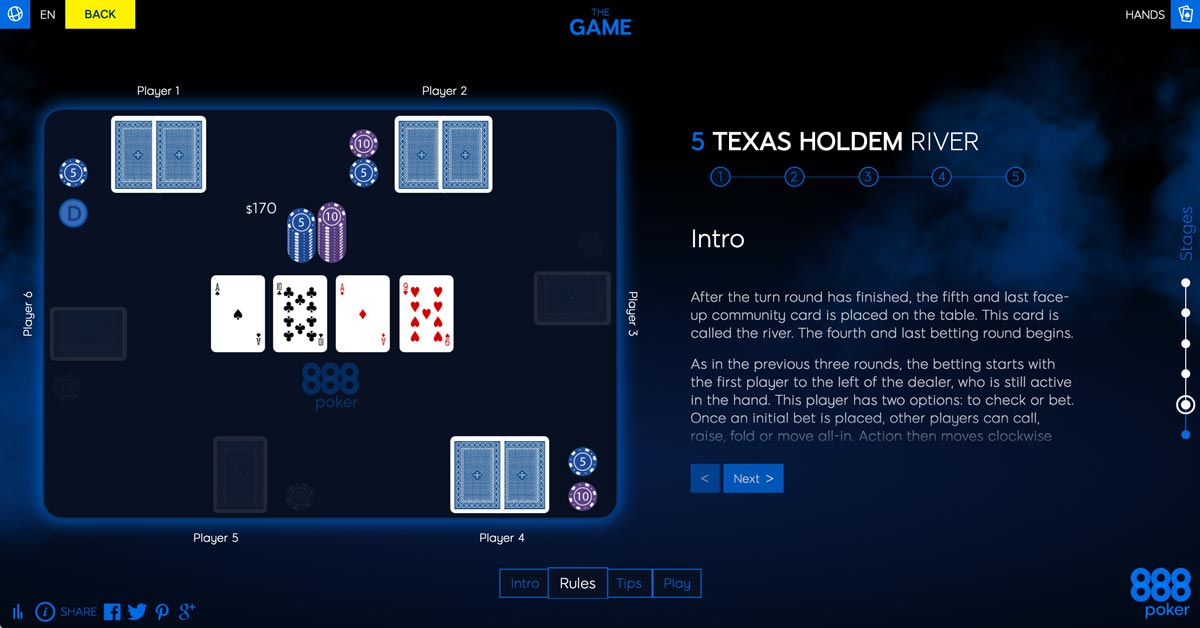 EN
BACK
THE
GAME
HANDS
Player 1
Player 2
5 TEXAS HOLDEM RIVER
1
2
3
4
5
5
10
5
D
$170
5
10
Intro
Stages
Player 6
Player 3
A
A
10
10
A
A
9
9
After the turn round has finished, the fifth and last face-
up community card is placed on the table. This card is
called the river. The fourth and last betting round begins.
As in the previous three rounds, the betting starts with
the first player to the left of the dealer, who is still active
in the hand. This player has two options: to check or bet.
Once an initial bet is placed, other players can call,
raise, fold or move all-in. Action then moves clockwise
888
poker
5
10
< Next >
Player 5
Player 4
Intro
Rules
Tips
Play
i SHARE
888
poker